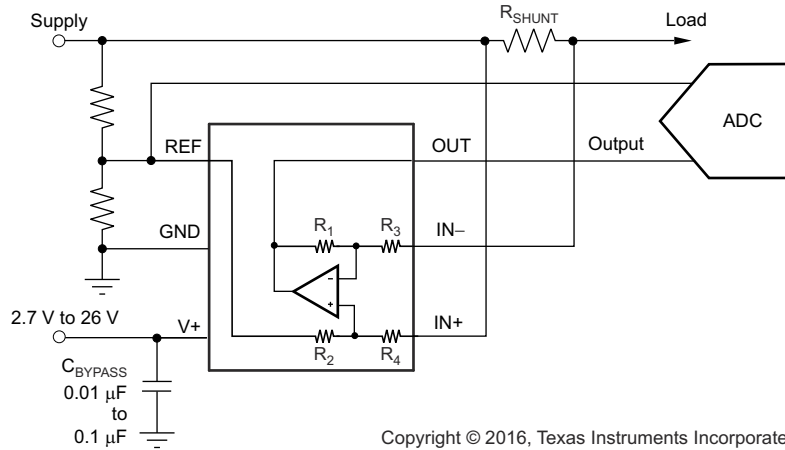 Supply
R_SHUNT
Load
ADC
REF
OUT
Output
GND
R1
R3
IN–
–
+
2.7 V to 26 V
V+
R2
R4
IN+
CBYPASS
0.01 μF
to
0.1 μF
Copyright © 2016, Texas Instruments Incorporate